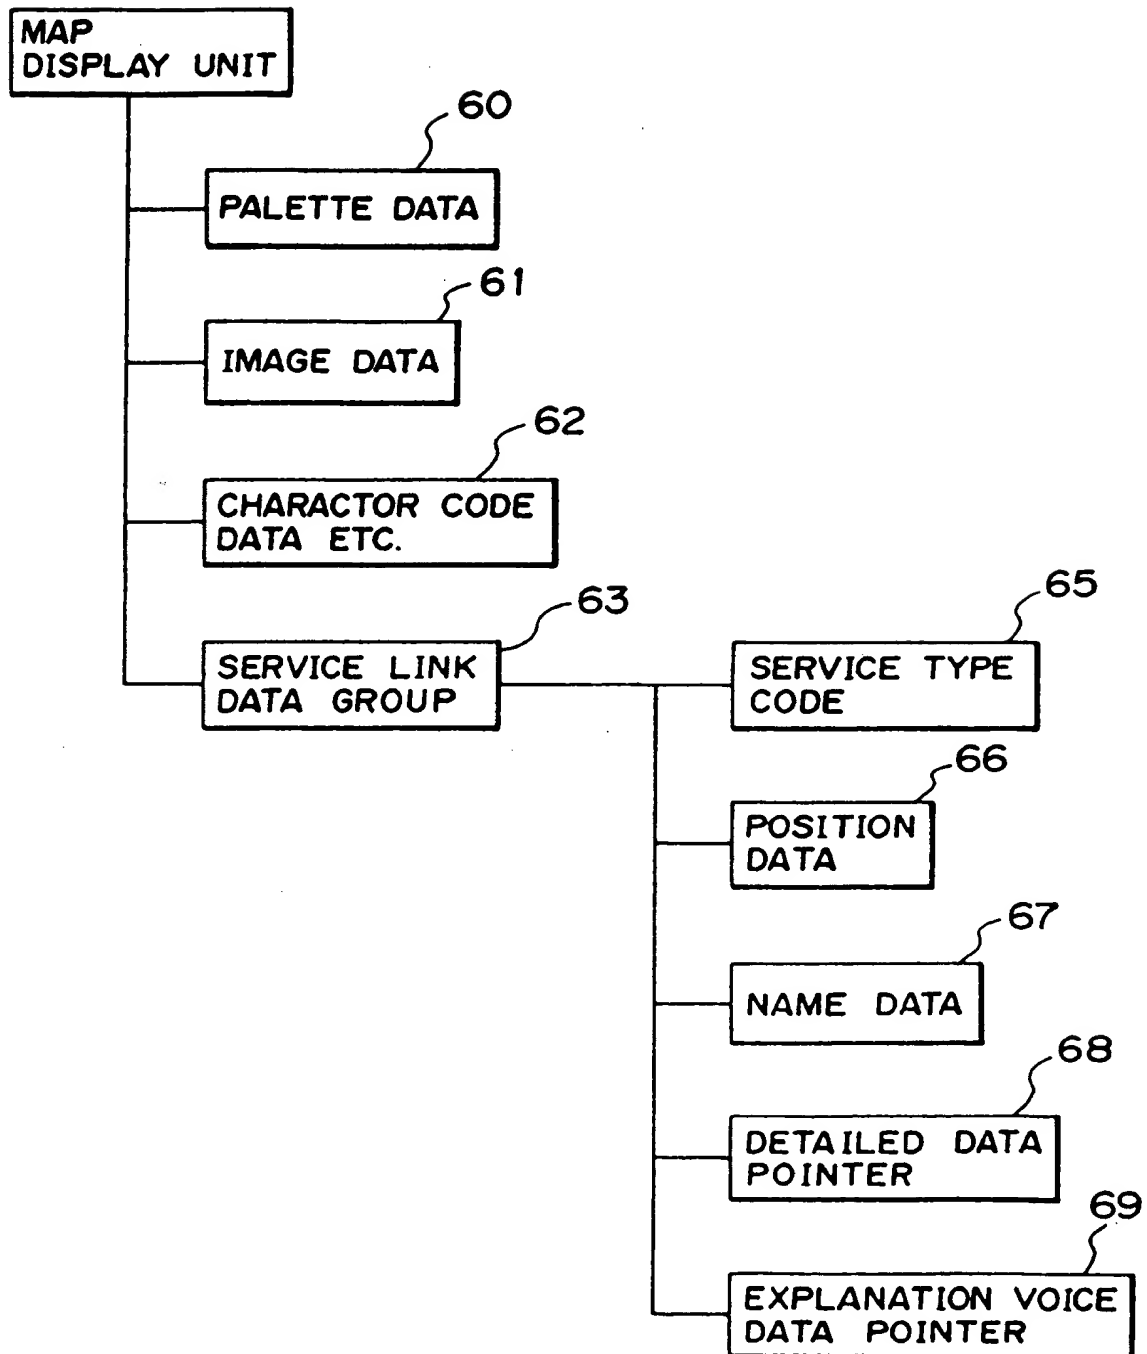 MAP
DISPLAY UNIT
60
PALETTE DATA
61
IMAGE DATA
62
CHARACTOR CODE
DATA ETC.
63
SERVICE LINK
DATA GROUP
65
SERVICE TYPE
CODE
66
POSITION
DATA
67
NAME DATA
68
DETAILED DATA
POINTER
69
EXPLANATION VOICE
DATA POINTER